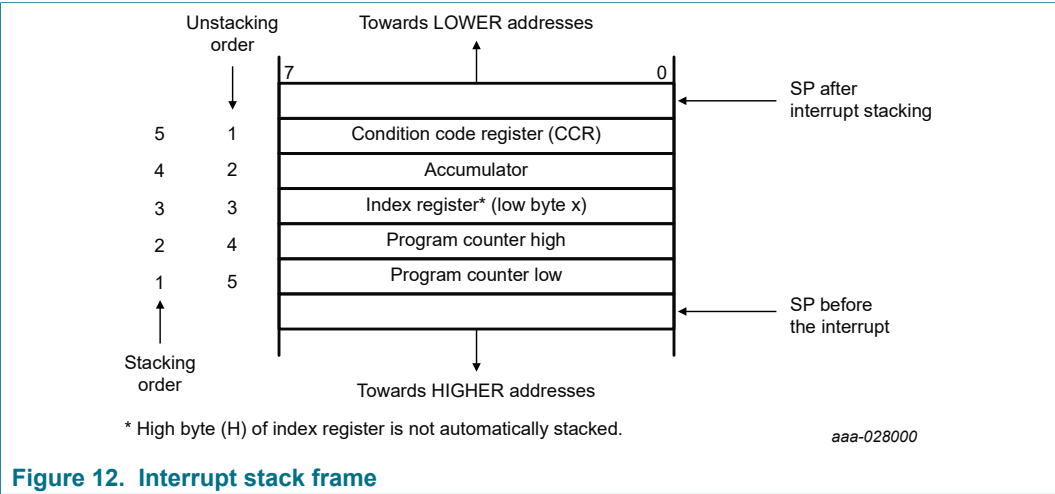 Unstacking order
Towards LOWER addresses
7 0
SP after interrupt stacking
5 1 Condition code register (CCR)
4 2 Accumulator
3 3 Index register* (low byte x)
2 4 Program counter high
1 5 Program counter low
SP before the interrupt
Stacking order
Towards HIGHER addresses
* High byte (H) of index register is not automatically stacked.
aaa-028000
Figure 12. Interrupt stack frame